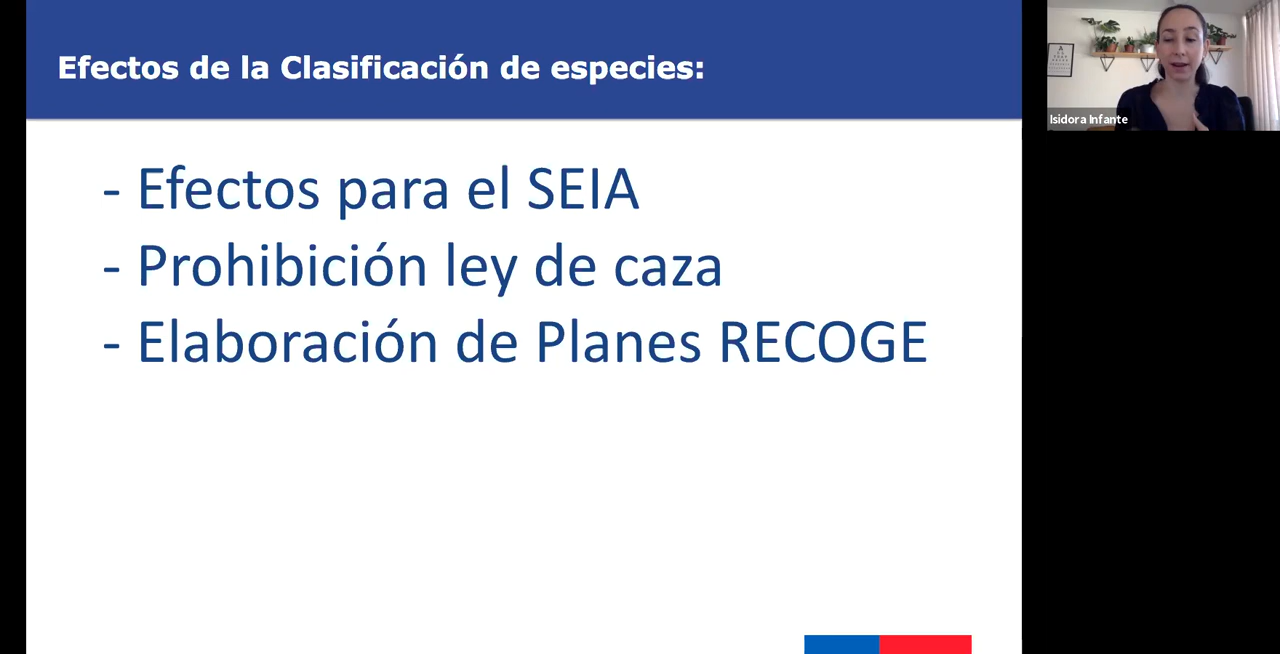 Efectos de la Clasificación de especies:
- Efectos para el SEIA
- Prohibición ley de caza
- Elaboración de Planes RECOGE
Isidora Infante